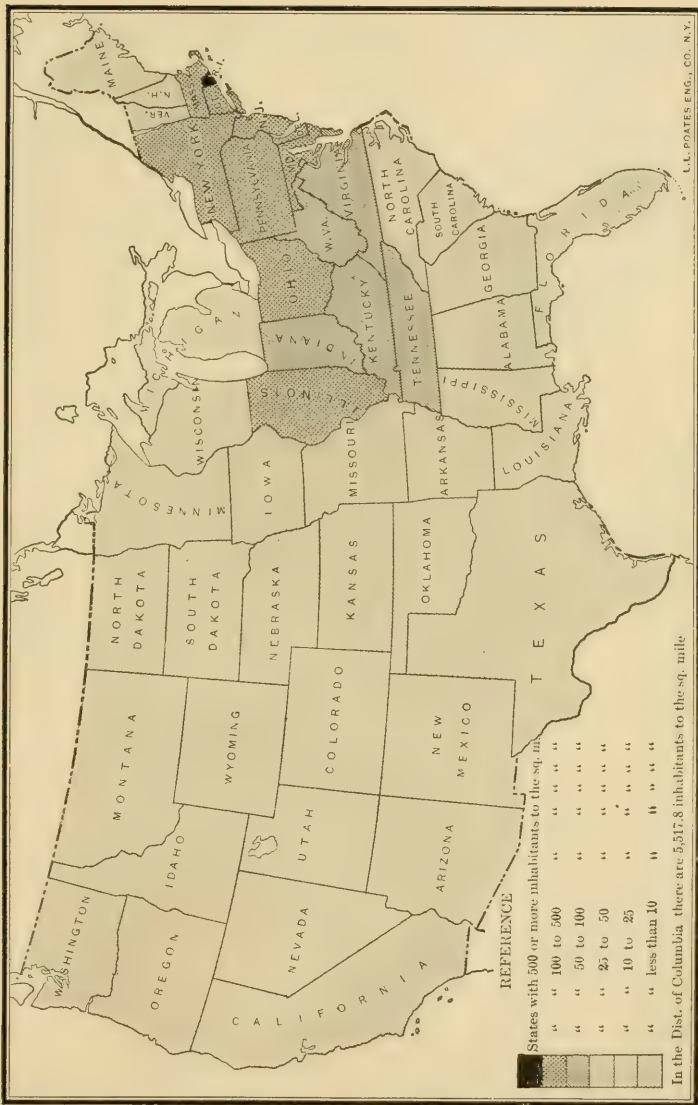 MAINE
N.H.
VER.
MASS.
R.I.
NEW YORK
PENNSYLVANIA
MD.
OHIO
W.VA.
VIRGINIA
NORTH
CAROLINA
SOUTH
CAROLINA
GEORGIA
FLORIDA
ALABAMA
MISSISSIPPI
TENNESSEE
KENTUCKY
INDIANA
ILLINOIS
MICHIGAN
WISCONSIN
MINNESOTA
IOWA
MISSOURI
ARKANSAS
LOUISIANA
NORTH
DAKOTA
SOUTH
DAKOTA
NEBRASKA
KANSAS
OKLAHOMA
TEXAS
MONTANA
WYOMING
COLORADO
NEW
MEXICO
IDAHO
UTAH
ARIZONA
WASHINGTON
OREGON
NEVADA
CALIFORNIA
REFERENCE
States with 500 or more inhabitants to the sq. mi.
“ “ 100 to 500 “ “ “ “
“ “ 50 to 100 “ “ “ “
“ “ 25 to 50 “ “ “ “
“ “ 10 to 25 “ “ “ “
“ “ less than 10 “ “ “ “
In the Dist. of Columbia there are 5,517.8 inhabitants to the sq. mile
L.L. POATES ENG., CO. N.Y.